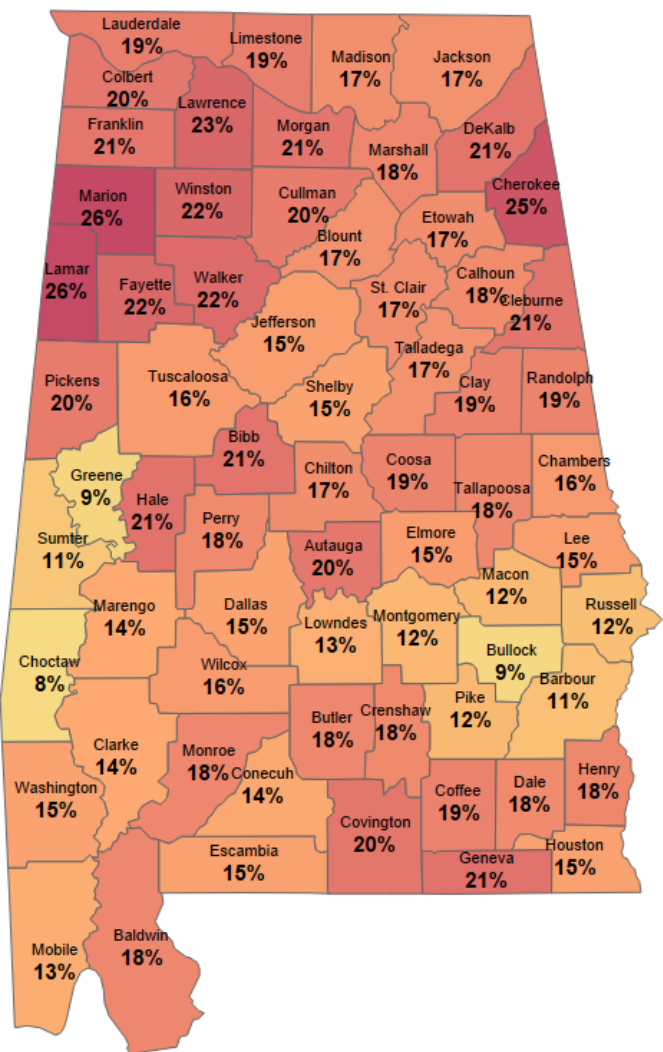 Lauderdale
19%
Limestone
19%
Madison
17%
Jackson
17%
Colbert
20%
Lawrence
23%
Franklin
21%
Morgan
21%
Marshall
18%
DeKalb
21%
Cherokee
25%
Marion
26%
Winston
22%
Cullman
20%
Blount
17%
Etowah
17%
Lamar
26%
Fayette
22%
Walker
22%
St. Clair
17%
Calhoun
18%
Cleburne
21%
Jefferson
15%
Talladega
17%
Pickens
20%
Tuscaloosa
16%
Shelby
15%
Clay
19%
Randolph
19%
Bibb
21%
Greene
9%
Hale
21%
Chilton
17%
Coosa
19%
Tallapoosa
18%
Chambers
16%
Sumter
11%
Perry
18%
Autauga
20%
Elmore
15%
Lee
15%
Macon
12%
Marengo
14%
Dallas
15%
Lowndes
13%
Montgomery
12%
Russell
12%
Choctaw
8%
Wilcox
16%
Bullock
9%
Barbour
11%
Pike
12%
Butler
18%
Crenshaw
18%
Clarke
14%
Monroe
18%
Conecuh
14%
Washington
15%
Covington
20%
Coffee
19%
Dale
18%
Henry
18%
Escambia
15%
Geneva
21%
Houston
15%
Mobile
13%
Baldwin
18%